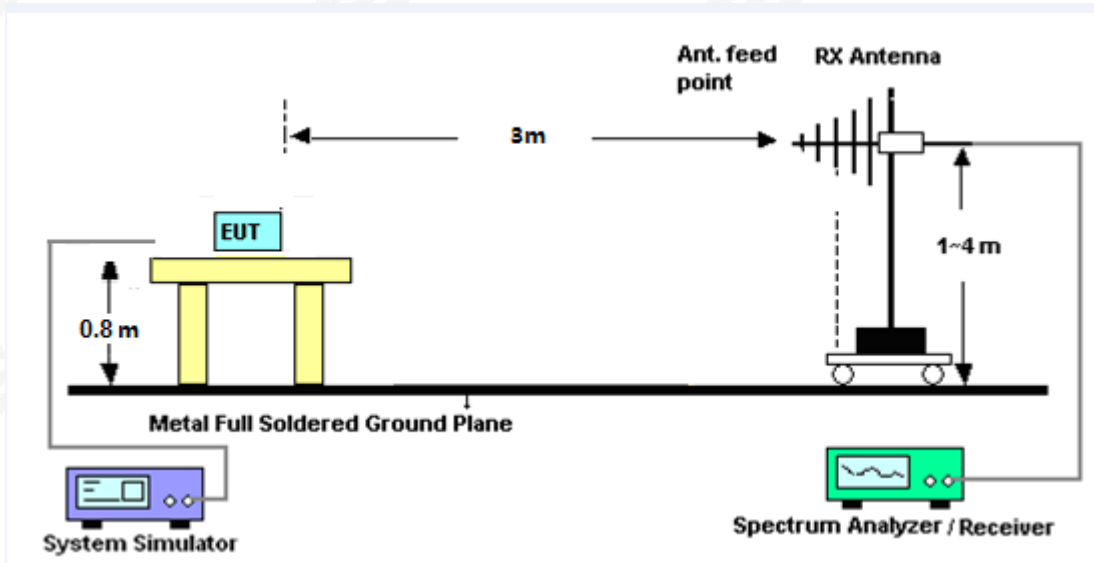 Ant. feed
point
RX Antenna
3m
EUT
1~4 m
0.8 m
Metal Full Soldered Ground Plane
System Simulator
Spectrum Analyzer / Receiver